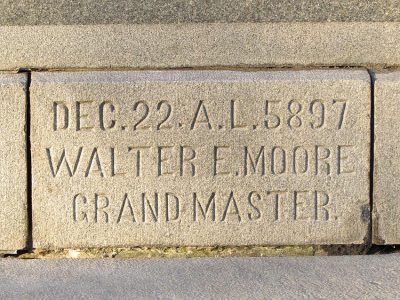 DEC. 22. A.L. 5897
WALTER E. MOORE
GRAND MASTER.